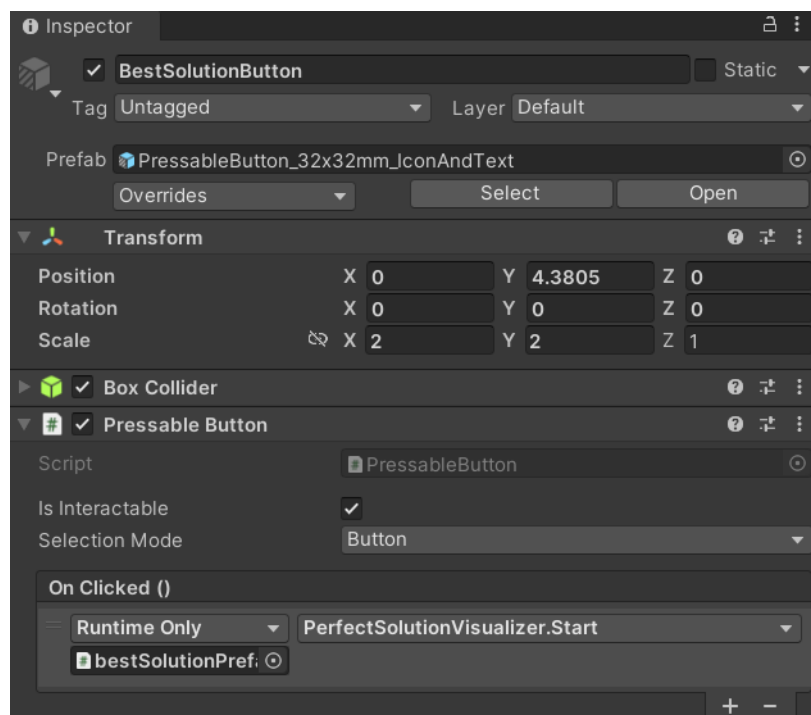 Inspector
BestSolutionButton Static
Tag Untagged Layer Default
Prefab PressableButton_32x32mm_IconAndText
Overrides Select Open
Transform
Position X 0 Y 4.3805 Z 0
Rotation X 0 Y 0 Z 0
Scale X 2 Y 2 Z 1
Box Collider
# Pressable Button
Script # PressableButton
Is Interactable
Selection Mode Button
On Clicked ()
Runtime Only PerfectSolutionVisualizer.Start
# bestSolutionPref
+ −